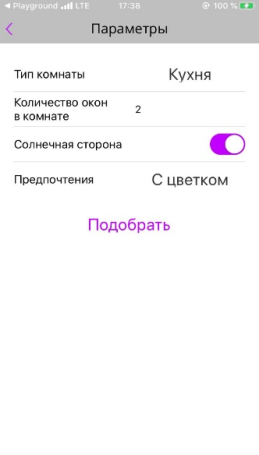 ◀ Playground LTE 17:38 100 %
Параметры
Тип комнаты Кухня
Количество окон
в комнате 2
Солнечная сторона
Предпочтения С цветком
Подобрать